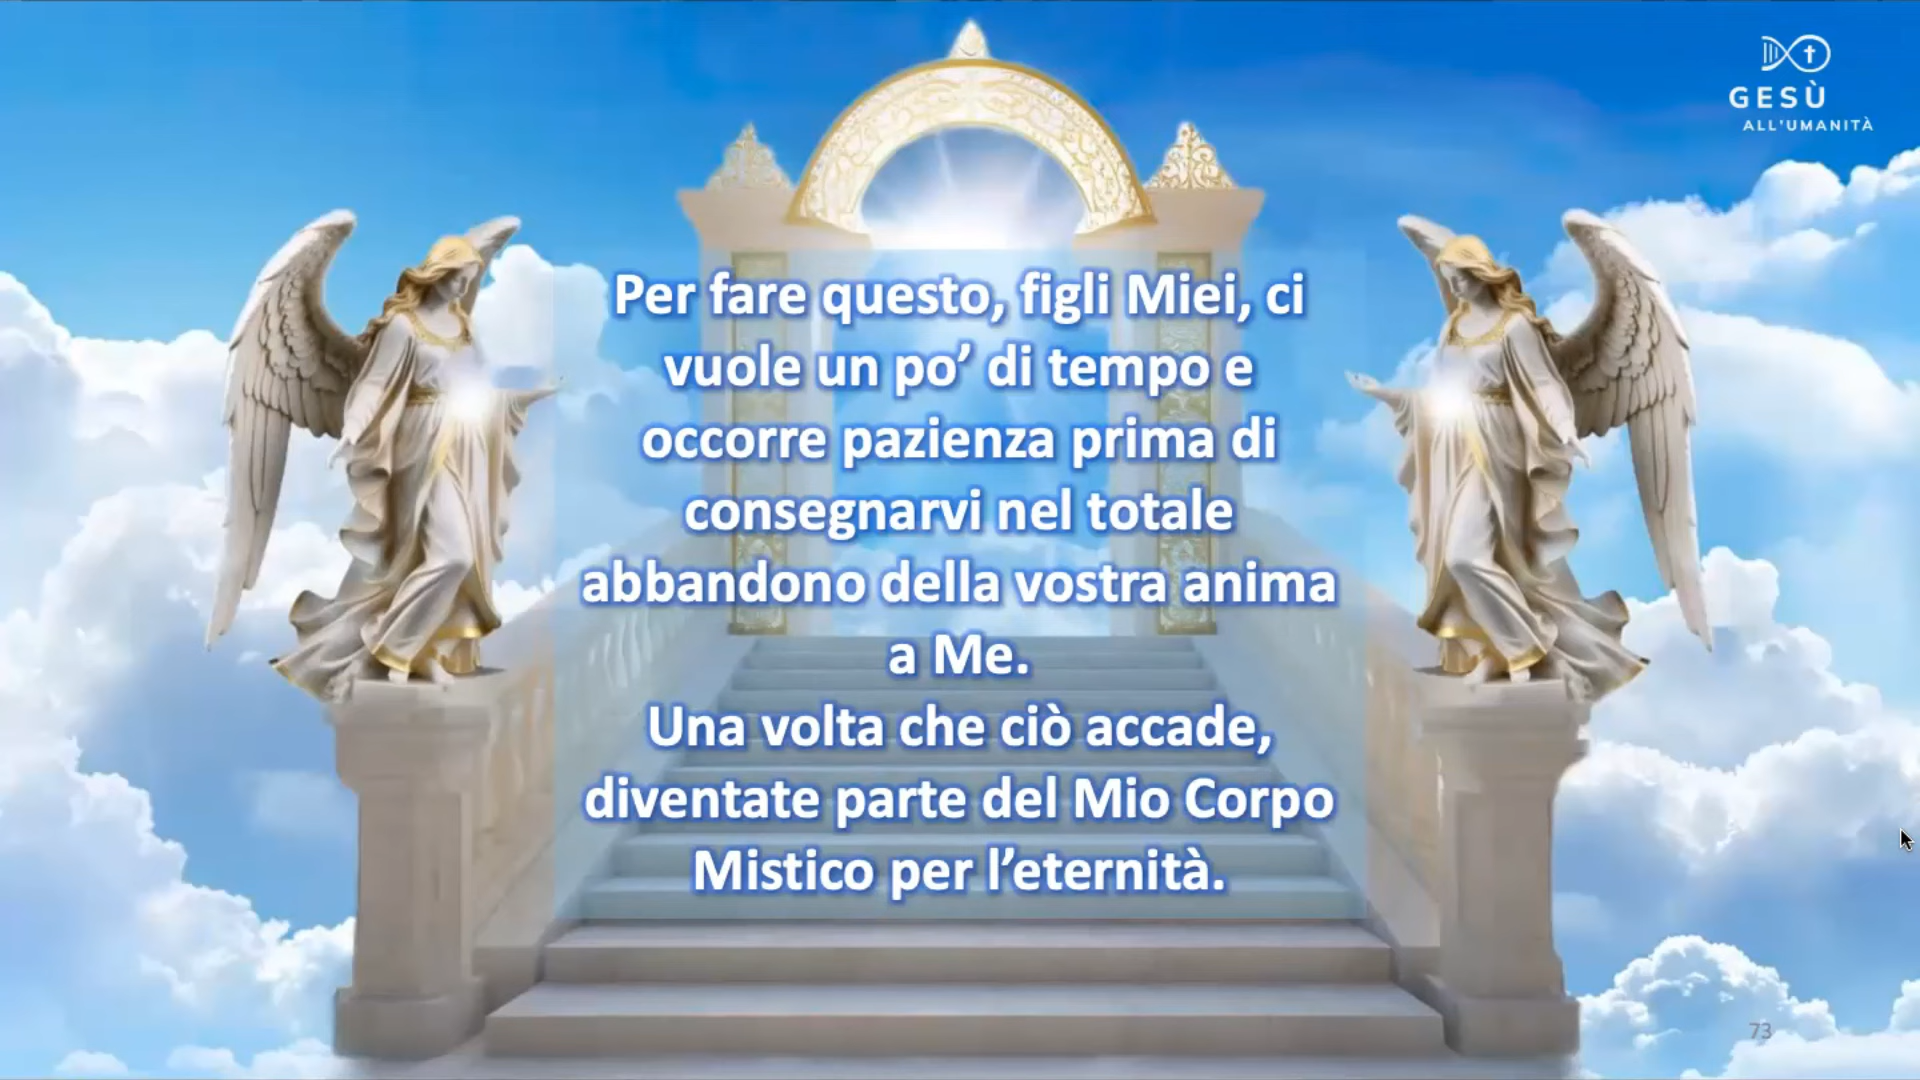 GESÙ
ALL'UMANITÀ
Per fare questo, figli Miei, ci
vuole un po’ di tempo e
occorre pazienza prima di
consegnarvi nel totale
abbandono della vostra anima
a Me.
Una volta che ciò accade,
diventate parte del Mio Corpo
Mistico per l’eternità.
73